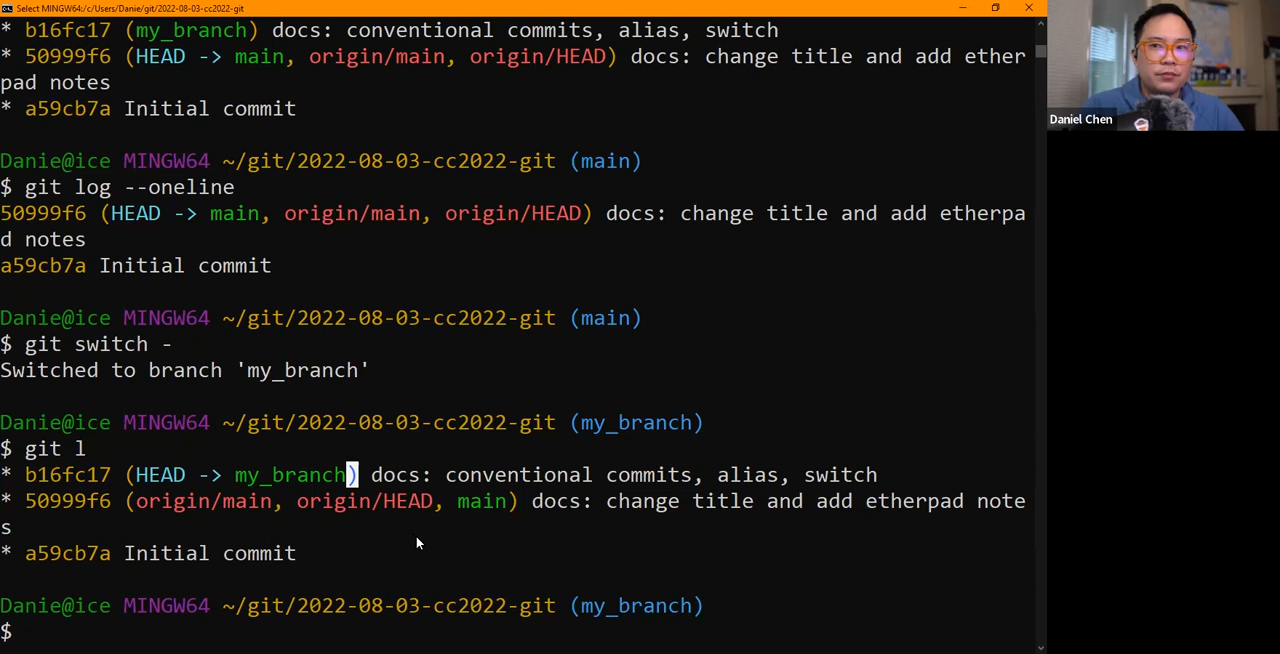 Select MINGW64:/c/Users/Danie/git/2022-08-03-cc2022-git
* b16fc17 (my_branch) docs: conventional commits, alias, switch
* 50999f6 (HEAD -> main, origin/main, origin/HEAD) docs: change title and add ether
pad notes
* a59cb7a Initial commit
Danie@ice MINGW64 ~/git/2022-08-03-cc2022-git (main)
$ git log --oneline
50999f6 (HEAD -> main, origin/main, origin/HEAD) docs: change title and add etherpa
d notes
a59cb7a Initial commit
Danie@ice MINGW64 ~/git/2022-08-03-cc2022-git (main)
$ git switch -
Switched to branch 'my_branch'
Danie@ice MINGW64 ~/git/2022-08-03-cc2022-git (my_branch)
$ git l
* b16fc17 (HEAD -> my_branch) docs: conventional commits, alias, switch
* 50999f6 (origin/main, origin/HEAD, main) docs: change title and add etherpad note
s
* a59cb7a Initial commit
Danie@ice MINGW64 ~/git/2022-08-03-cc2022-git (my_branch)
$
Daniel Chen